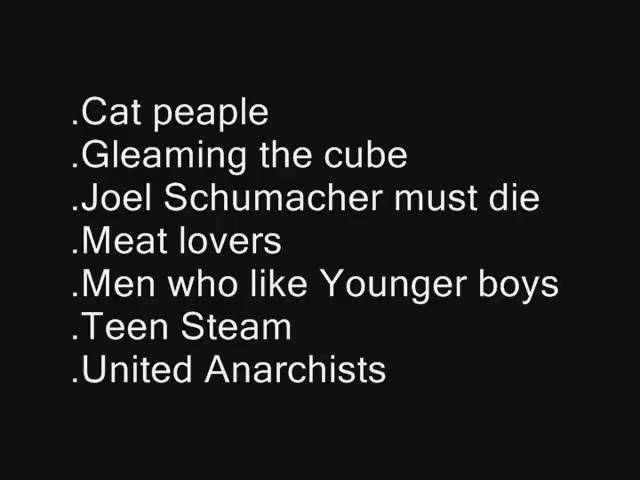 .Cat peaple
.Gleaming the cube
.Joel Schumacher must die
.Meat lovers
.Men who like Younger boys
.Teen Steam
.United Anarchists